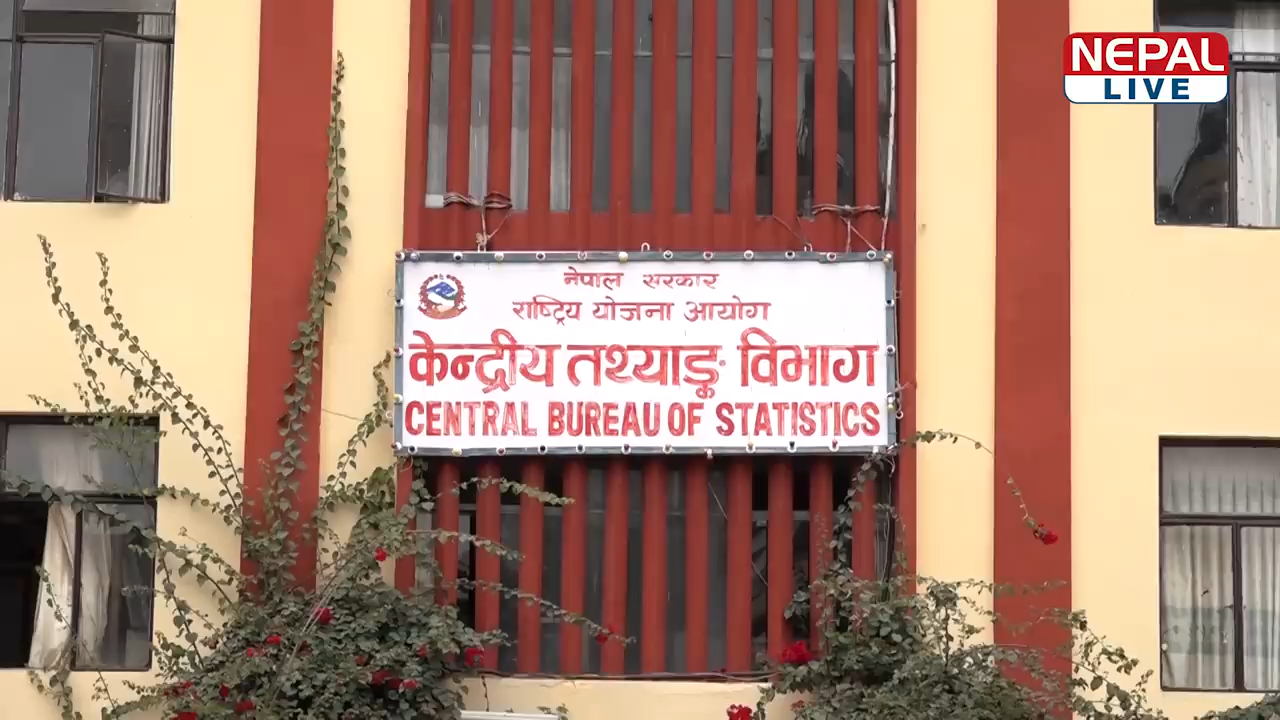 NEPAL
LIVE
नेपाल सरकार
राष्ट्रिय योजना आयोग
केन्द्रीय तथ्याङ्क विभाग
CENTRAL BUREAU OF STATISTICS